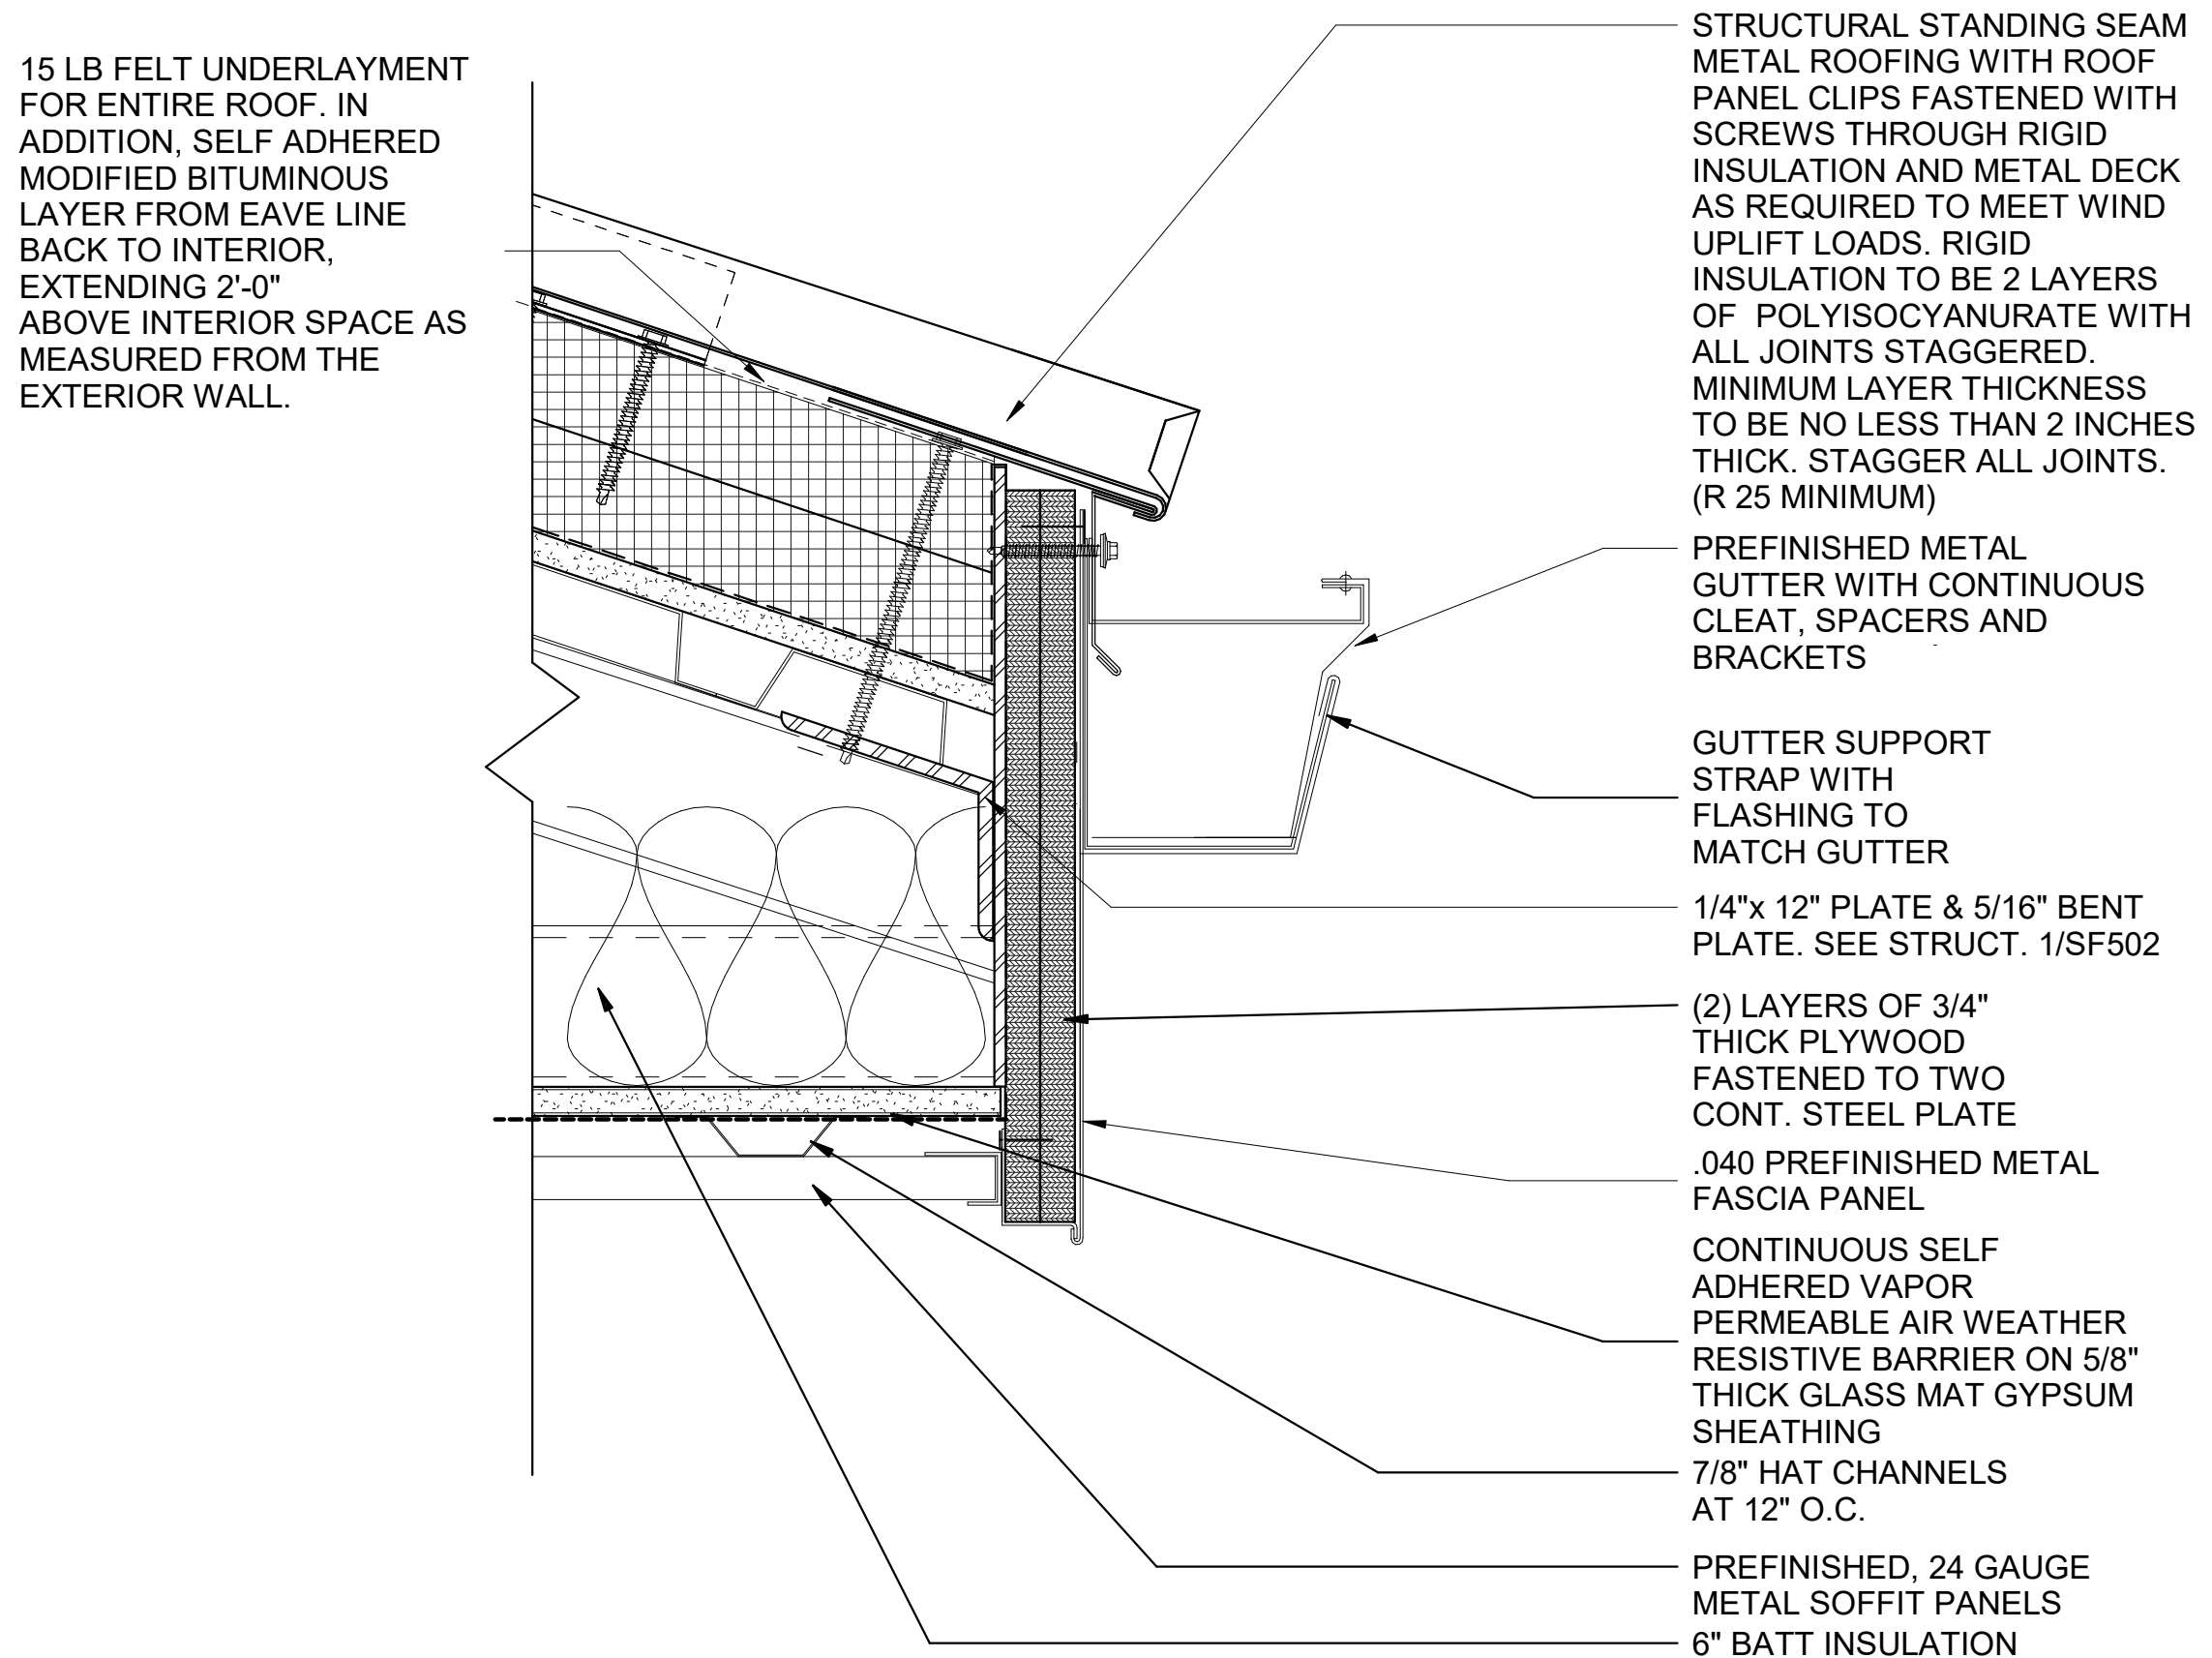 15 LB FELT UNDERLAYMENT
FOR ENTIRE ROOF. IN
ADDITION, SELF ADHERED
MODIFIED BITUMINOUS
LAYER FROM EAVE LINE
BACK TO INTERIOR,
EXTENDING 2'-0"
ABOVE INTERIOR SPACE AS
MEASURED FROM THE
EXTERIOR WALL.
STRUCTURAL STANDING SEAM
METAL ROOFING WITH ROOF
PANEL CLIPS FASTENED WITH
SCREWS THROUGH RIGID
INSULATION AND METAL DECK
AS REQUIRED TO MEET WIND
UPLIFT LOADS. RIGID
INSULATION TO BE 2 LAYERS
OF POLYISOCYANURATE WITH
ALL JOINTS STAGGERED.
MINIMUM LAYER THICKNESS
TO BE NO LESS THAN 2 INCHES
THICK. STAGGER ALL JOINTS.
(R 25 MINIMUM)
PREFINISHED METAL
GUTTER WITH CONTINUOUS
CLEAT, SPACERS AND
BRACKETS
GUTTER SUPPORT
STRAP WITH
FLASHING TO
MATCH GUTTER
1/4"x 12" PLATE & 5/16" BENT
PLATE. SEE STRUCT. 1/SF502
(2) LAYERS OF 3/4"
THICK PLYWOOD
FASTENED TO TWO
CONT. STEEL PLATE
.040 PREFINISHED METAL
FASCIA PANEL
CONTINUOUS SELF
ADHERED VAPOR
PERMEABLE AIR WEATHER
RESISTIVE BARRIER ON 5/8"
THICK GLASS MAT GYPSUM
SHEATHING
7/8" HAT CHANNELS
AT 12" O.C.
PREFINISHED, 24 GAUGE
METAL SOFFIT PANELS
6" BATT INSULATION